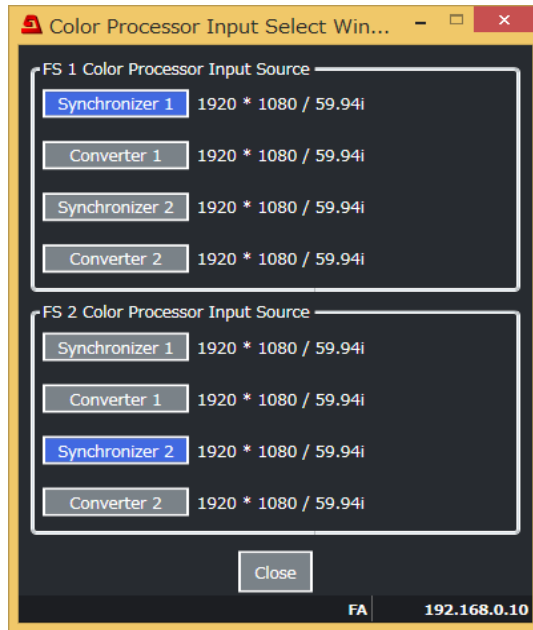 Color Processor Input Select Win...
FS 1 Color Processor Input Source
Synchronizer 1 1920 * 1080 / 59.94i
Converter 1 1920 * 1080 / 59.94i
Synchronizer 2 1920 * 1080 / 59.94i
Converter 2 1920 * 1080 / 59.94i
FS 2 Color Processor Input Source
Synchronizer 1 1920 * 1080 / 59.94i
Converter 1 1920 * 1080 / 59.94i
Synchronizer 2 1920 * 1080 / 59.94i
Converter 2 1920 * 1080 / 59.94i
Close
FA 192.168.0.10